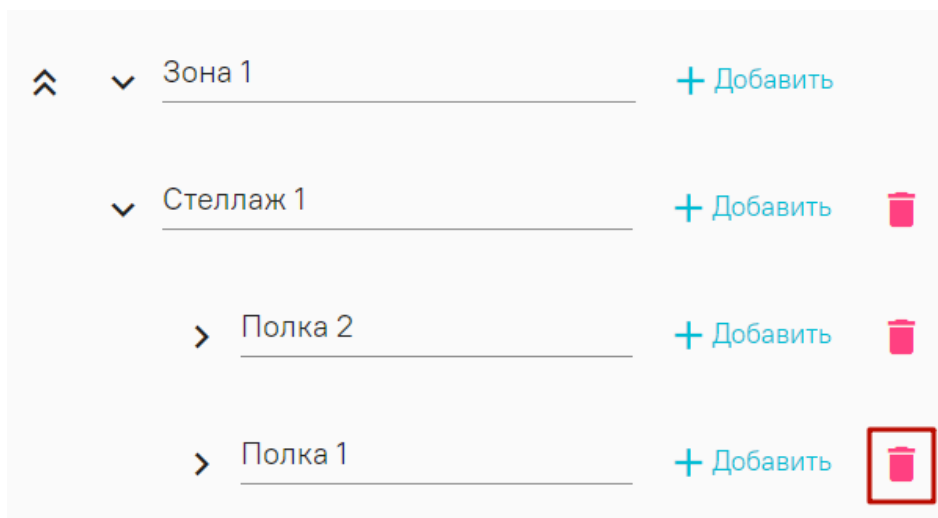 Зона 1 + Добавить
Стеллаж 1 + Добавить
Полка 2 + Добавить
Полка 1 + Добавить